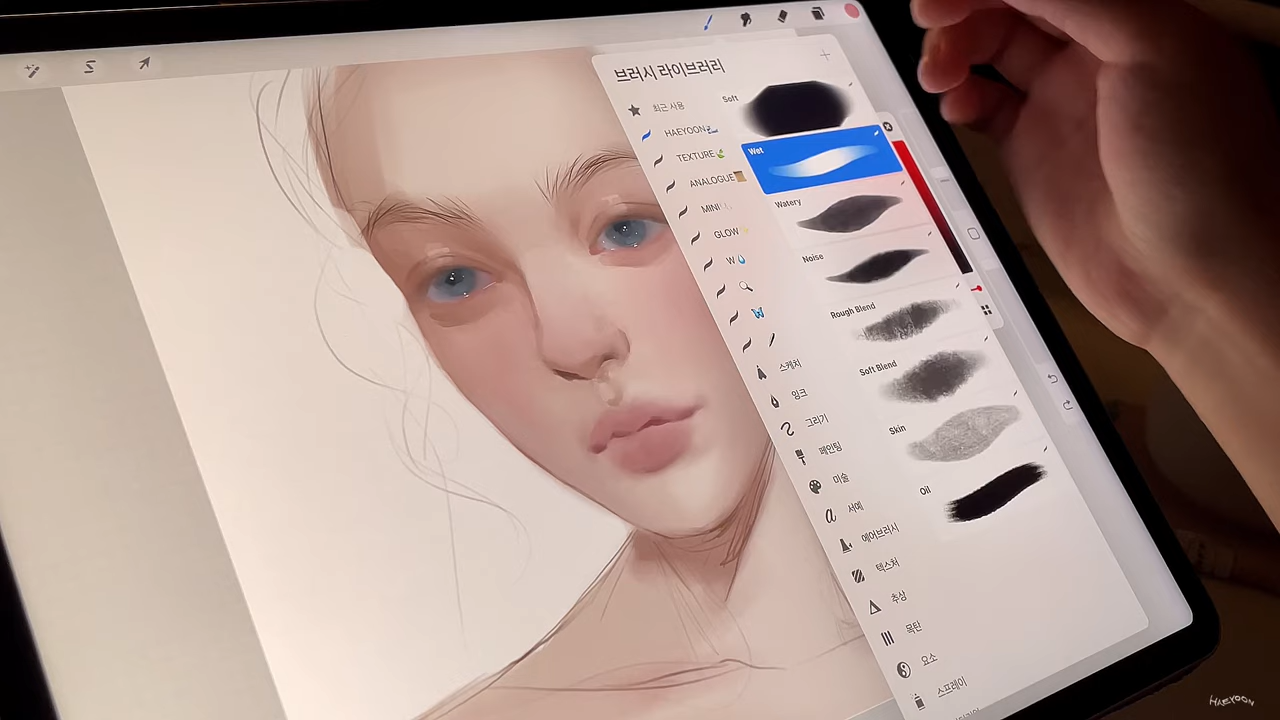 브러시 라이브러리
최근 사용
HAEYOON
TEXTURE
ANALOGUE
MINI
GLOW
W
스케치
잉크
그리기
페인팅
미술
서예
에어브러시
텍스처
추상
목탄
요소
스프레이
Soft
Wet
Watery
Noise
Rough Blend
Soft Blend
Skin
Oil
HAEYOON